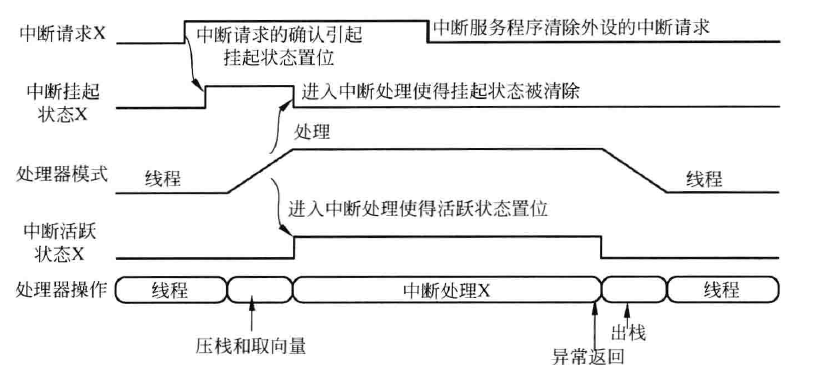 中断请求X
中断请求的确认引起
挂起状态置位
中断服务程序清除外设的中断请求
中断挂起
状态X
进入中断处理使得挂起状态被清除
处理
处理器模式
线程
线程
进入中断处理使得活跃状态置位
中断活跃
状态X
处理器操作
线程
中断处理X
线程
压栈和取向量
出栈
异常返回